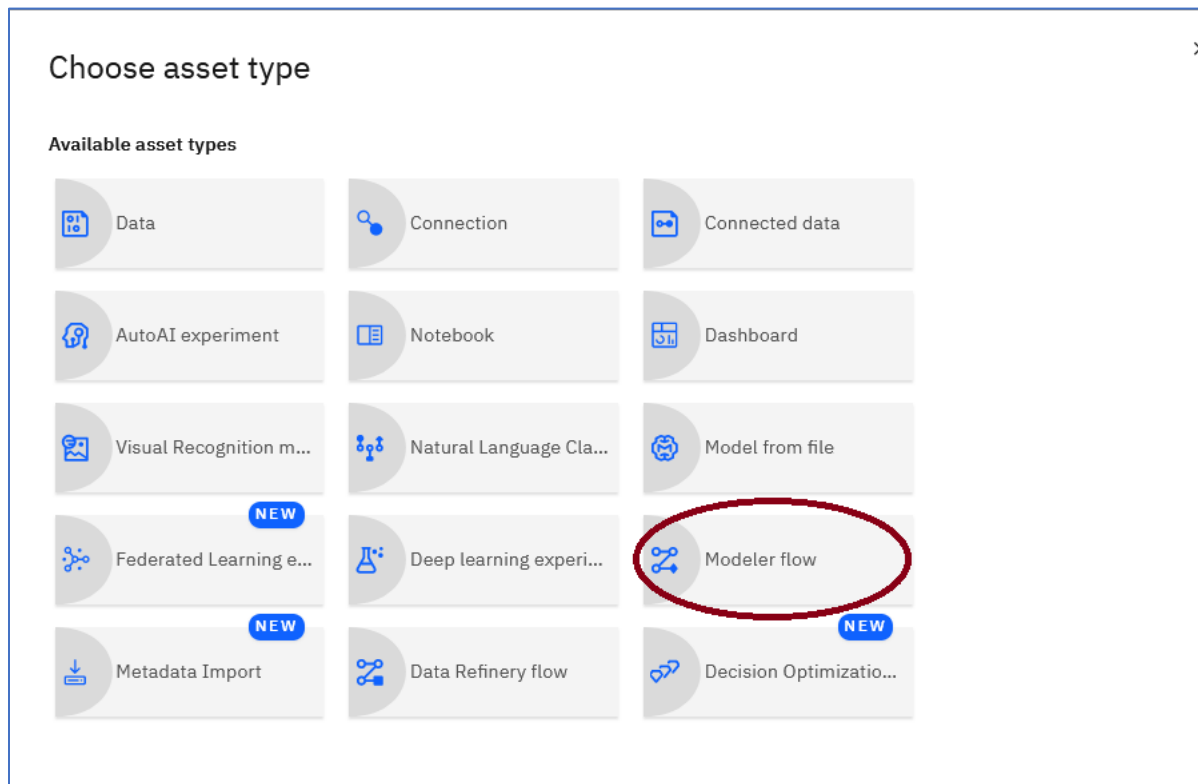 Choose asset type
Available asset types
Data
Connection
Connected data
AutoAI experiment
Notebook
Dashboard
Visual Recognition m...
Natural Language Cla...
Model from file
NEW
Federated Learning e...
Deep learning experi...
Modeler flow
NEW
NEW
Metadata Import
Data Refinery flow
Decision Optimizatio...